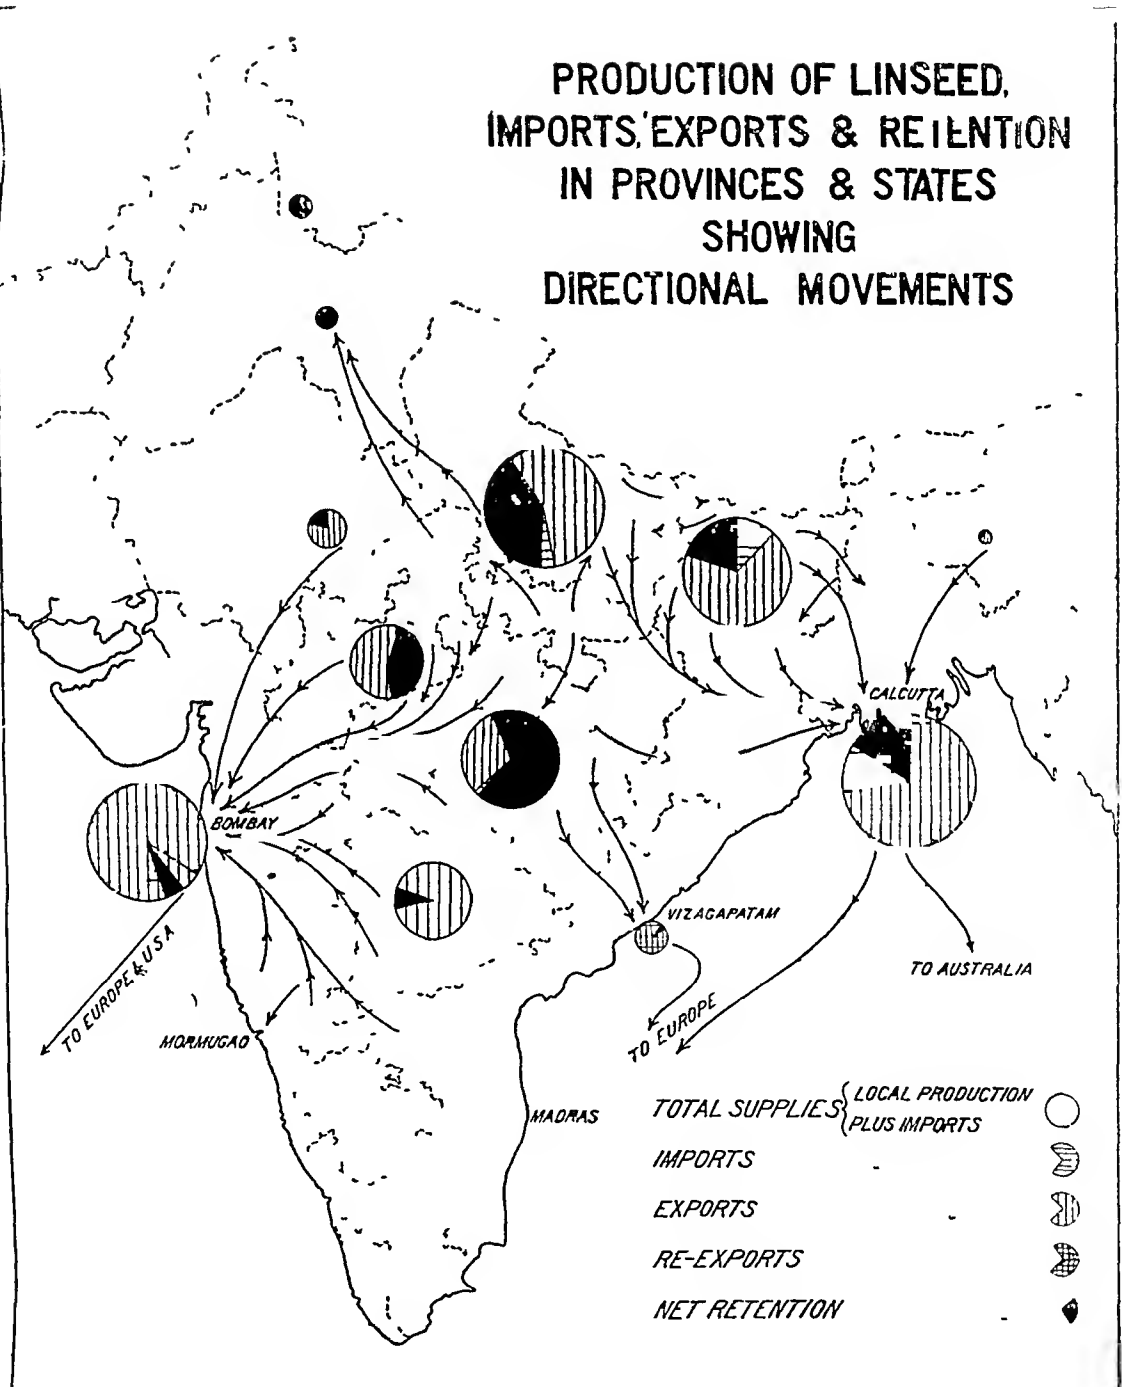 PRODUCTION OF LINSEED,
IMPORTS, EXPORTS & RETENTION
IN PROVINCES & STATES
SHOWING
DIRECTIONAL MOVEMENTS
CALCUTTA
BOMBAY
VIZAGAPATAM
TO AUSTRALIA
TO EUROPE & USA
TO EUROPE
MORMUGAO
MADRAS
TOTAL SUPPLIES { LOCAL PRODUCTION
PLUS IMPORTS
IMPORTS
EXPORTS
RE-EXPORTS
NET RETENTION